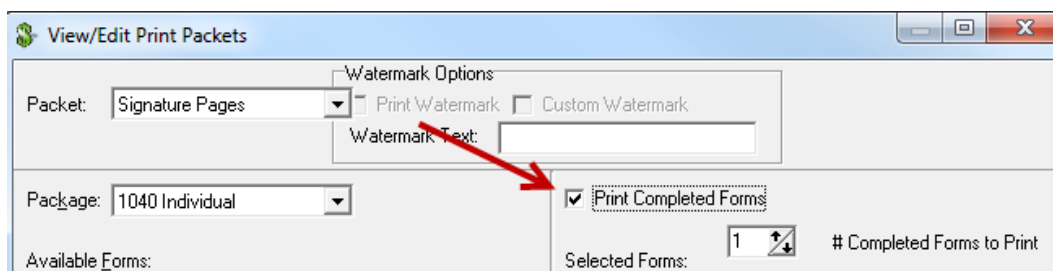 View/Edit Print Packets
Watermark Options
Packet: Signature Pages Print Watermark Custom Watermark
Watermark Text:
Package: 1040 Individual Print Completed Forms
1 # Completed Forms to Print
Available Forms: Selected Forms: